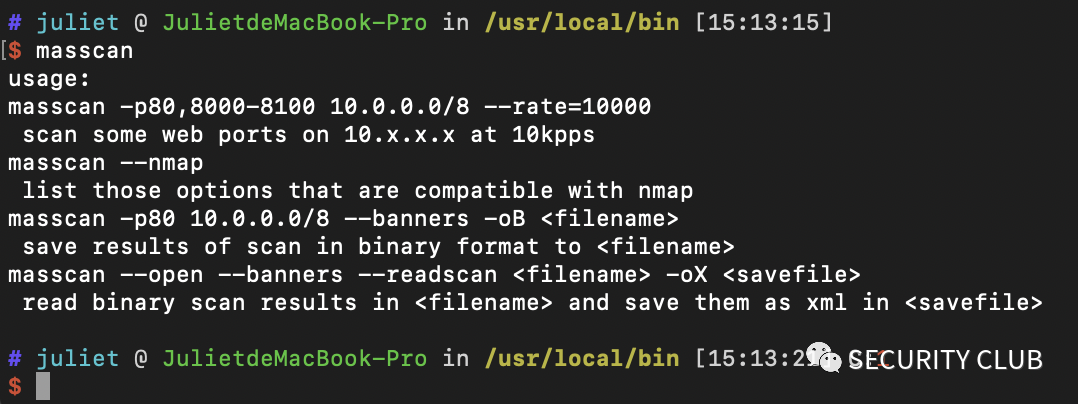 # juliet @ JulietdeMacBook-Pro in /usr/local/bin [15:13:15]
[$ masscan
usage:
masscan -p80,8000-8100 10.0.0.0/8 --rate=10000
 scan some web ports on 10.x.x.x at 10kpps
masscan --nmap
 list those options that are compatible with nmap
masscan -p80 10.0.0.0/8 --banners -oB <filename>
 save results of scan in binary format to <filename>
masscan --open --banners --readscan <filename> -oX <savefile>
 read binary scan results in <filename> and save them as xml in <savefile>
# juliet @ JulietdeMacBook-Pro in /usr/local/bin
SECURITY CLUB
$